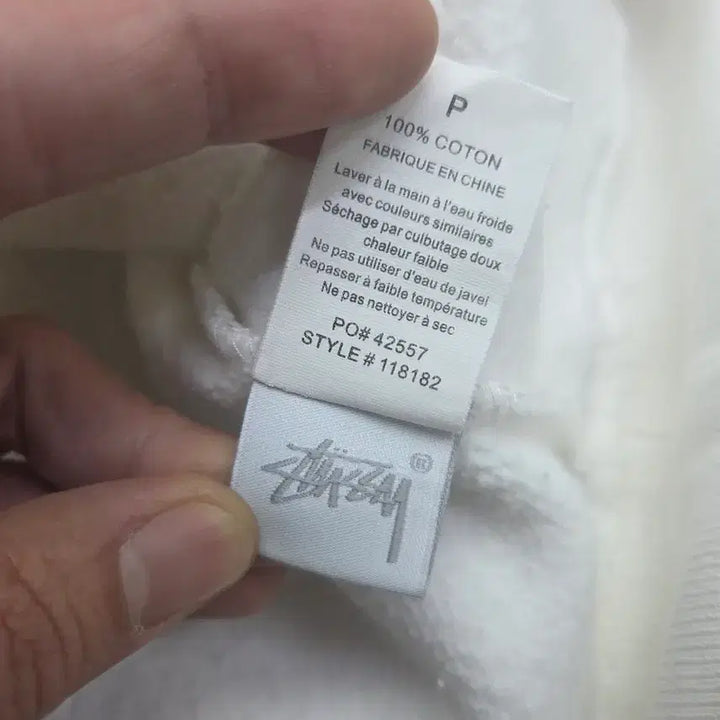 P
100% COTON
FABRIQUE EN CHINE
Laver à la main à l'eau froide
avec couleurs similaires
Séchage par culbutage doux
chaleur faible
Ne pas utiliser d'eau de javel
Repasser à faible température
Ne pas nettoyer à sec
PO# 42557
STYLE # 118182
Stüssy ®